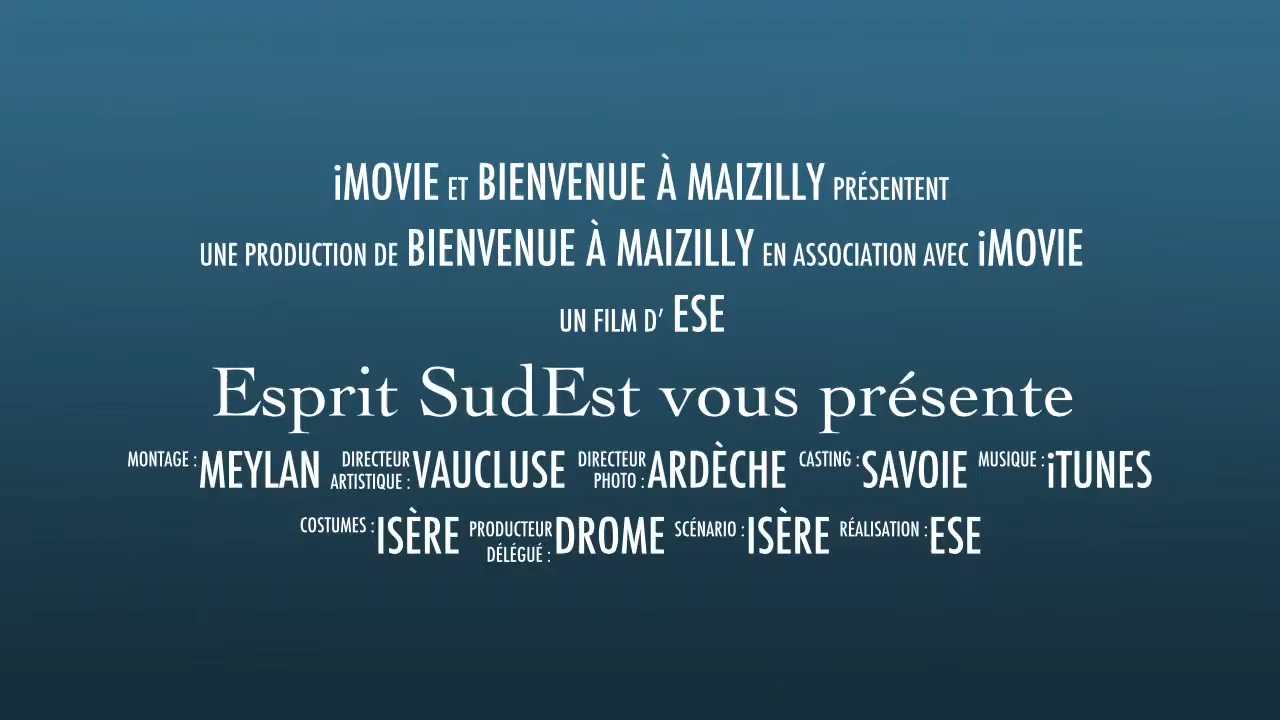 iMOVIE ET BIENVENUE À MAIZILLY PRÉSENTENT
UNE PRODUCTION DE BIENVENUE À MAIZILLY EN ASSOCIATION AVEC iMOVIE
UN FILM D’ ESE
Esprit SudEst vous présente
MONTAGE : MEYLAN DIRECTEUR ARTISTIQUE : VAUCLUSE DIRECTEUR PHOTO : ARDÈCHE CASTING : SAVOIE MUSIQUE : iTUNES
COSTUMES : ISÈRE PRODUCTEUR DÉLÉGUÉ : DROME SCÉNARIO : ISÈRE RÉALISATION : ESE